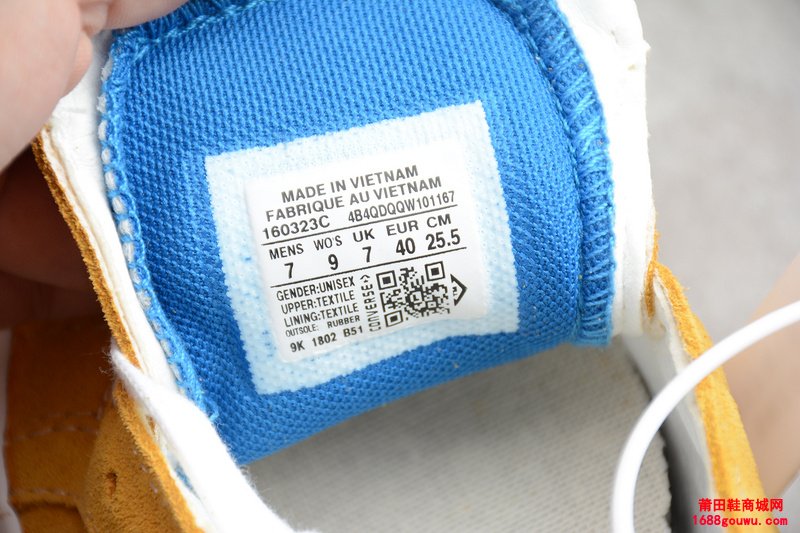 MADE IN VIETNAM
FABRIQUE AU VIETNAM
160323C 4B4QDQQW101167
MENS WO'S UK EUR CM
7 9 7 40 25.5
GENDER:UNISEX
UPPER:TEXTILE
LINING:TEXTILE
OUTSOLE: RUBBER
9K 1802 B51
CONVERSE
莆田鞋商城网
1688gouwu.com